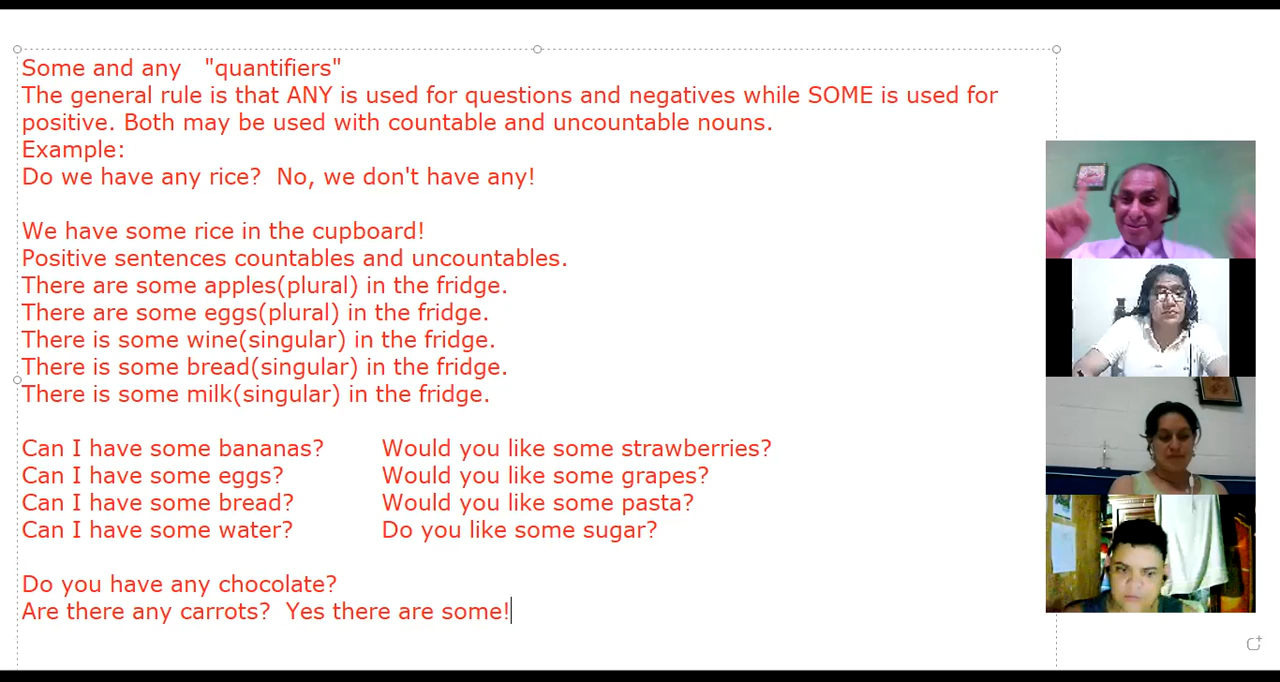 Some and any "quantifiers"
The general rule is that ANY is used for questions and negatives while SOME is used for
positive. Both may be used with countable and uncountable nouns.
Example:
Do we have any rice? No, we don't have any!
We have some rice in the cupboard!
Positive sentences countables and uncountables.
There are some apples(plural) in the fridge.
There are some eggs(plural) in the fridge.
There is some wine(singular) in the fridge.
There is some bread(singular) in the fridge.
There is some milk(singular) in the fridge.
Can I have some bananas? Would you like some strawberries?
Can I have some eggs? Would you like some grapes?
Can I have some bread? Would you like some pasta?
Can I have some water? Do you like some sugar?
Do you have any chocolate?
Are there any carrots? Yes there are some!